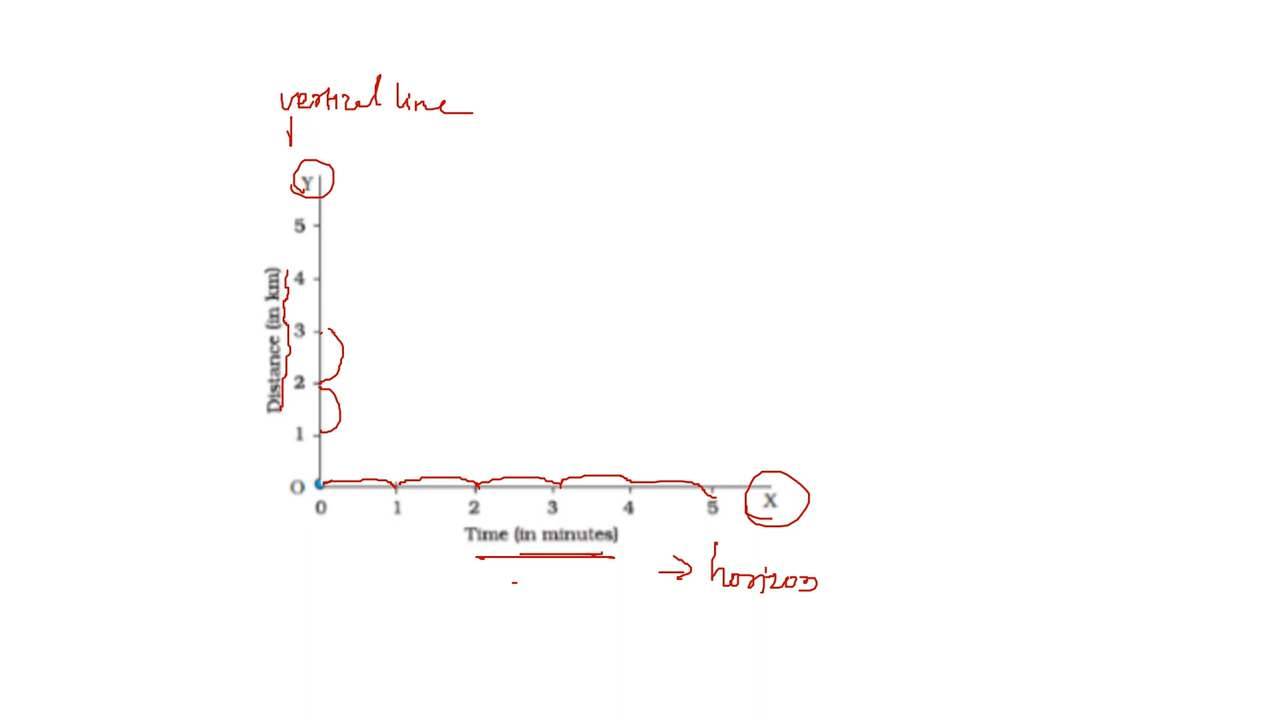 vertical line
Y
5
4
3
2
1
O
Distance (in km)
0 1 2 3 4 5 X
Time (in minutes)
→ horizon